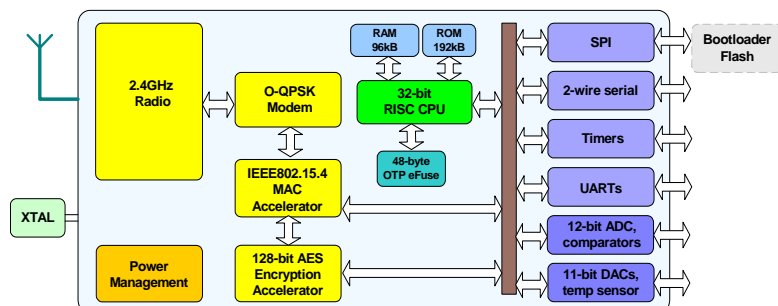 2.4GHz
Radio
O-QPSK
Modem
IEEE802.15.4
MAC
Accelerator
128-bit AES
Encryption
Accelerator
Power
Management
XTAL
RAM
96kB
ROM
192kB
32-bit
RISC CPU
48-byte
OTP eFuse
SPI
2-wire serial
Timers
UARTs
12-bit ADC,
comparators
11-bit DACs,
temp sensor
Bootloader
Flash